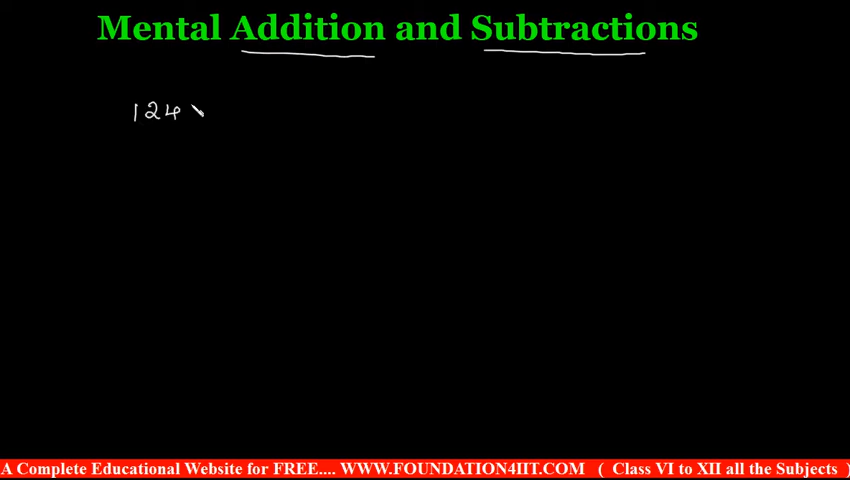 Mental Addition and Subtractions
124
A Complete Educational Website for FREE.... WWW.FOUNDATION4IIT.COM ( Class VI to XII all the Subjects )